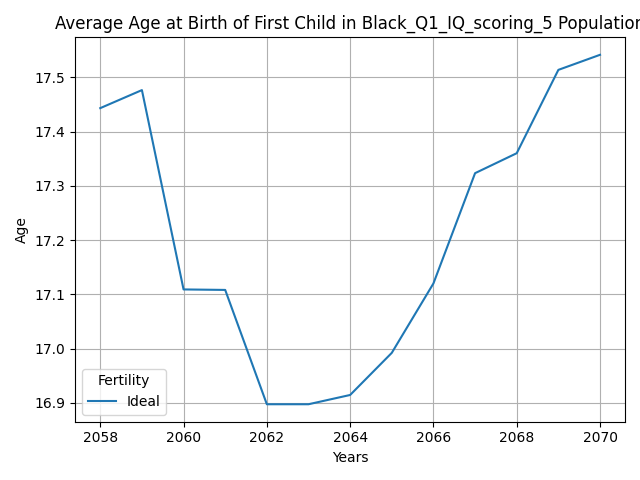 Average Age at Birth of First Child in Black_Q1_IQ_scoring_5 Population
17.5
17.4
17.3
17.2
17.1
17.0
16.9
Age
Fertility
Ideal
2058 2060 2062 2064 2066 2068 2070
Years